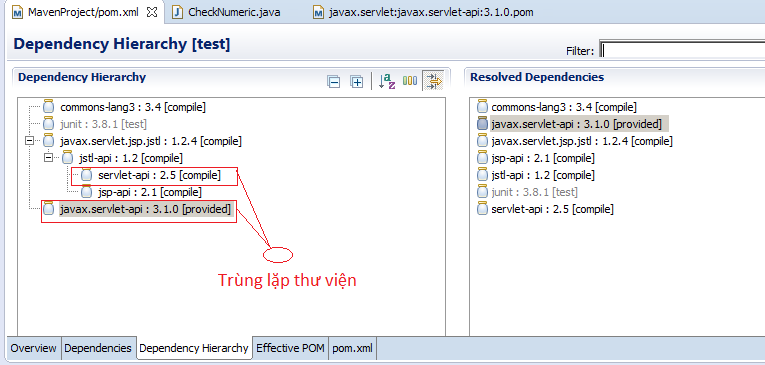 MavenProject/pom.xml
CheckNumeric.java
javax.servlet:javax.servlet-api:3.1.0.pom
Dependency Hierarchy [test]
Filter:
Dependency Hierarchy
commons-lang3 : 3.4 [compile]
junit : 3.8.1 [test]
javax.servlet.jsp.jstl : 1.2.4 [compile]
jstl-api : 1.2 [compile]
servlet-api : 2.5 [compile]
jsp-api : 2.1 [compile]
javax.servlet-api : 3.1.0 [provided]
Trùng lặp thư viện
Resolved Dependencies
commons-lang3 : 3.4 [compile]
javax.servlet-api : 3.1.0 [provided]
javax.servlet.jsp.jstl : 1.2.4 [compile]
jsp-api : 2.1 [compile]
jstl-api : 1.2 [compile]
junit : 3.8.1 [test]
servlet-api : 2.5 [compile]
Overview Dependencies Dependency Hierarchy Effective POM pom.xml